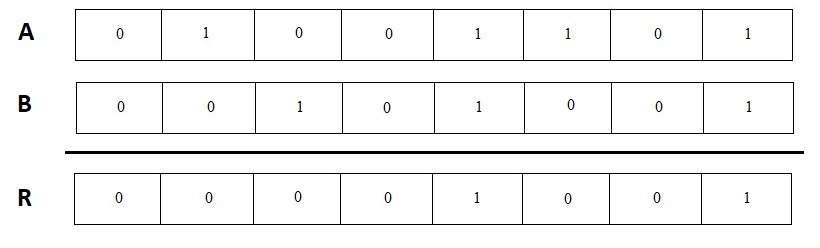 A 0 1 0 0 1 1 0 1
B 0 0 1 0 1 0 0 1
R 0 0 0 0 1 0 0 1